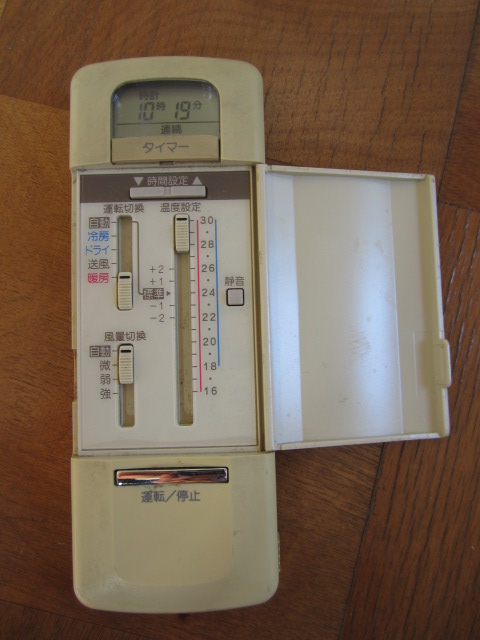 時計
10時19分
連続
タイマー
▼ 時間設定 ▲
運転切換
自動
冷房
ドライ
送風
暖房
温度設定
30
28
26
24
22
20
18
16
+2
+1
標準
-1
-2
静音
風量切換
自動
微
弱
強
運転／停止